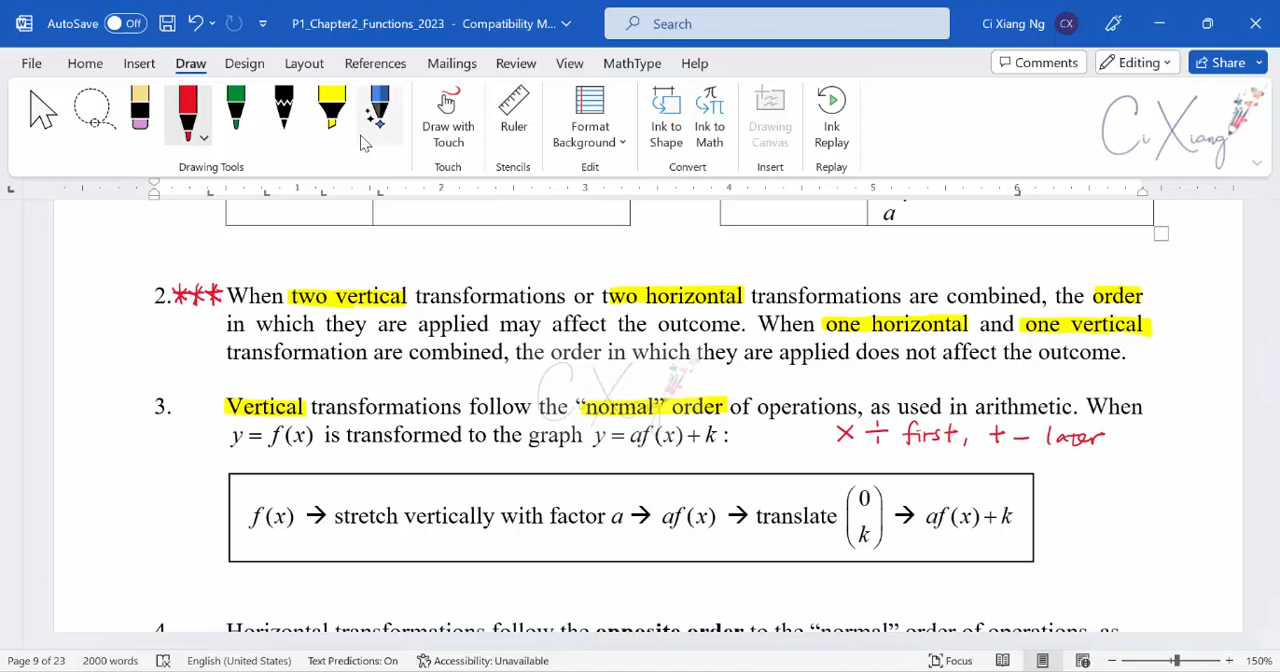 AutoSave Off P1_Chapter2_Functions_2023 - Compatibility M... Search Ci Xiang Ng CX
File Home Insert Draw Design Layout References Mailings Review View MathType Help Comments Editing Share
Draw with Touch
Ruler
Format Background
Ink to Shape
Ink to Math
Drawing Canvas
Ink Replay
Ci Xiang
Drawing Tools Stencils Edit Convert Insert Replay
1 2 3 4 5 6
a
2.*** When two vertical transformations or two horizontal transformations are combined, the order
in which they are applied may affect the outcome. When one horizontal and one vertical
transformation are combined, the order in which they are applied does not affect the outcome.
Ci Xiang
3. Vertical transformations follow the “normal” order of operations, as used in arithmetic. When
y = f(x) is transformed to the graph y = af(x) + k : × ÷ first, + − later
f(x) → stretch vertically with factor a → af(x) → translate (0 k) → af(x) + k
4. Horizontal transformations follow the opposite order to the “normal” order of operations, as
Page 9 of 23 2000 words English (United States) Text Predictions: On Accessibility: Unavailable Focus 150%